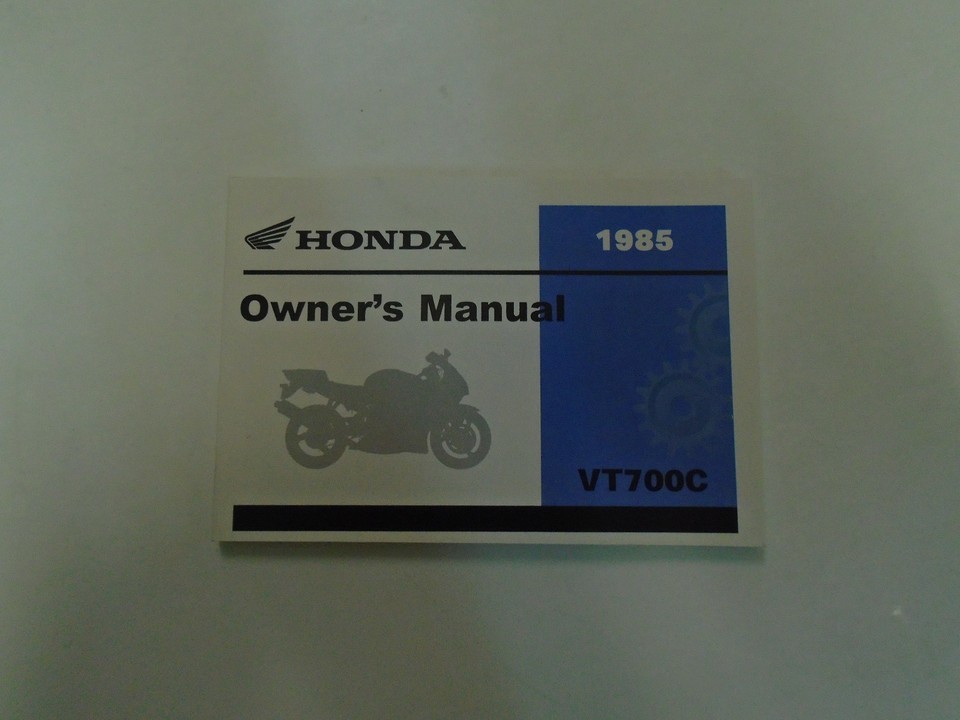 HONDA
1985
Owner's Manual
VT700C